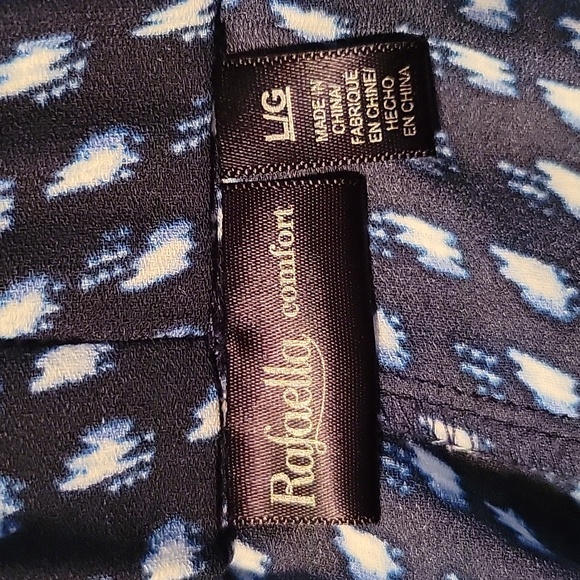 L/G
MADE IN
CHINA/
FABRIQUE
EN CHINE/
HECHO
EN CHINA
Rafaella comfort